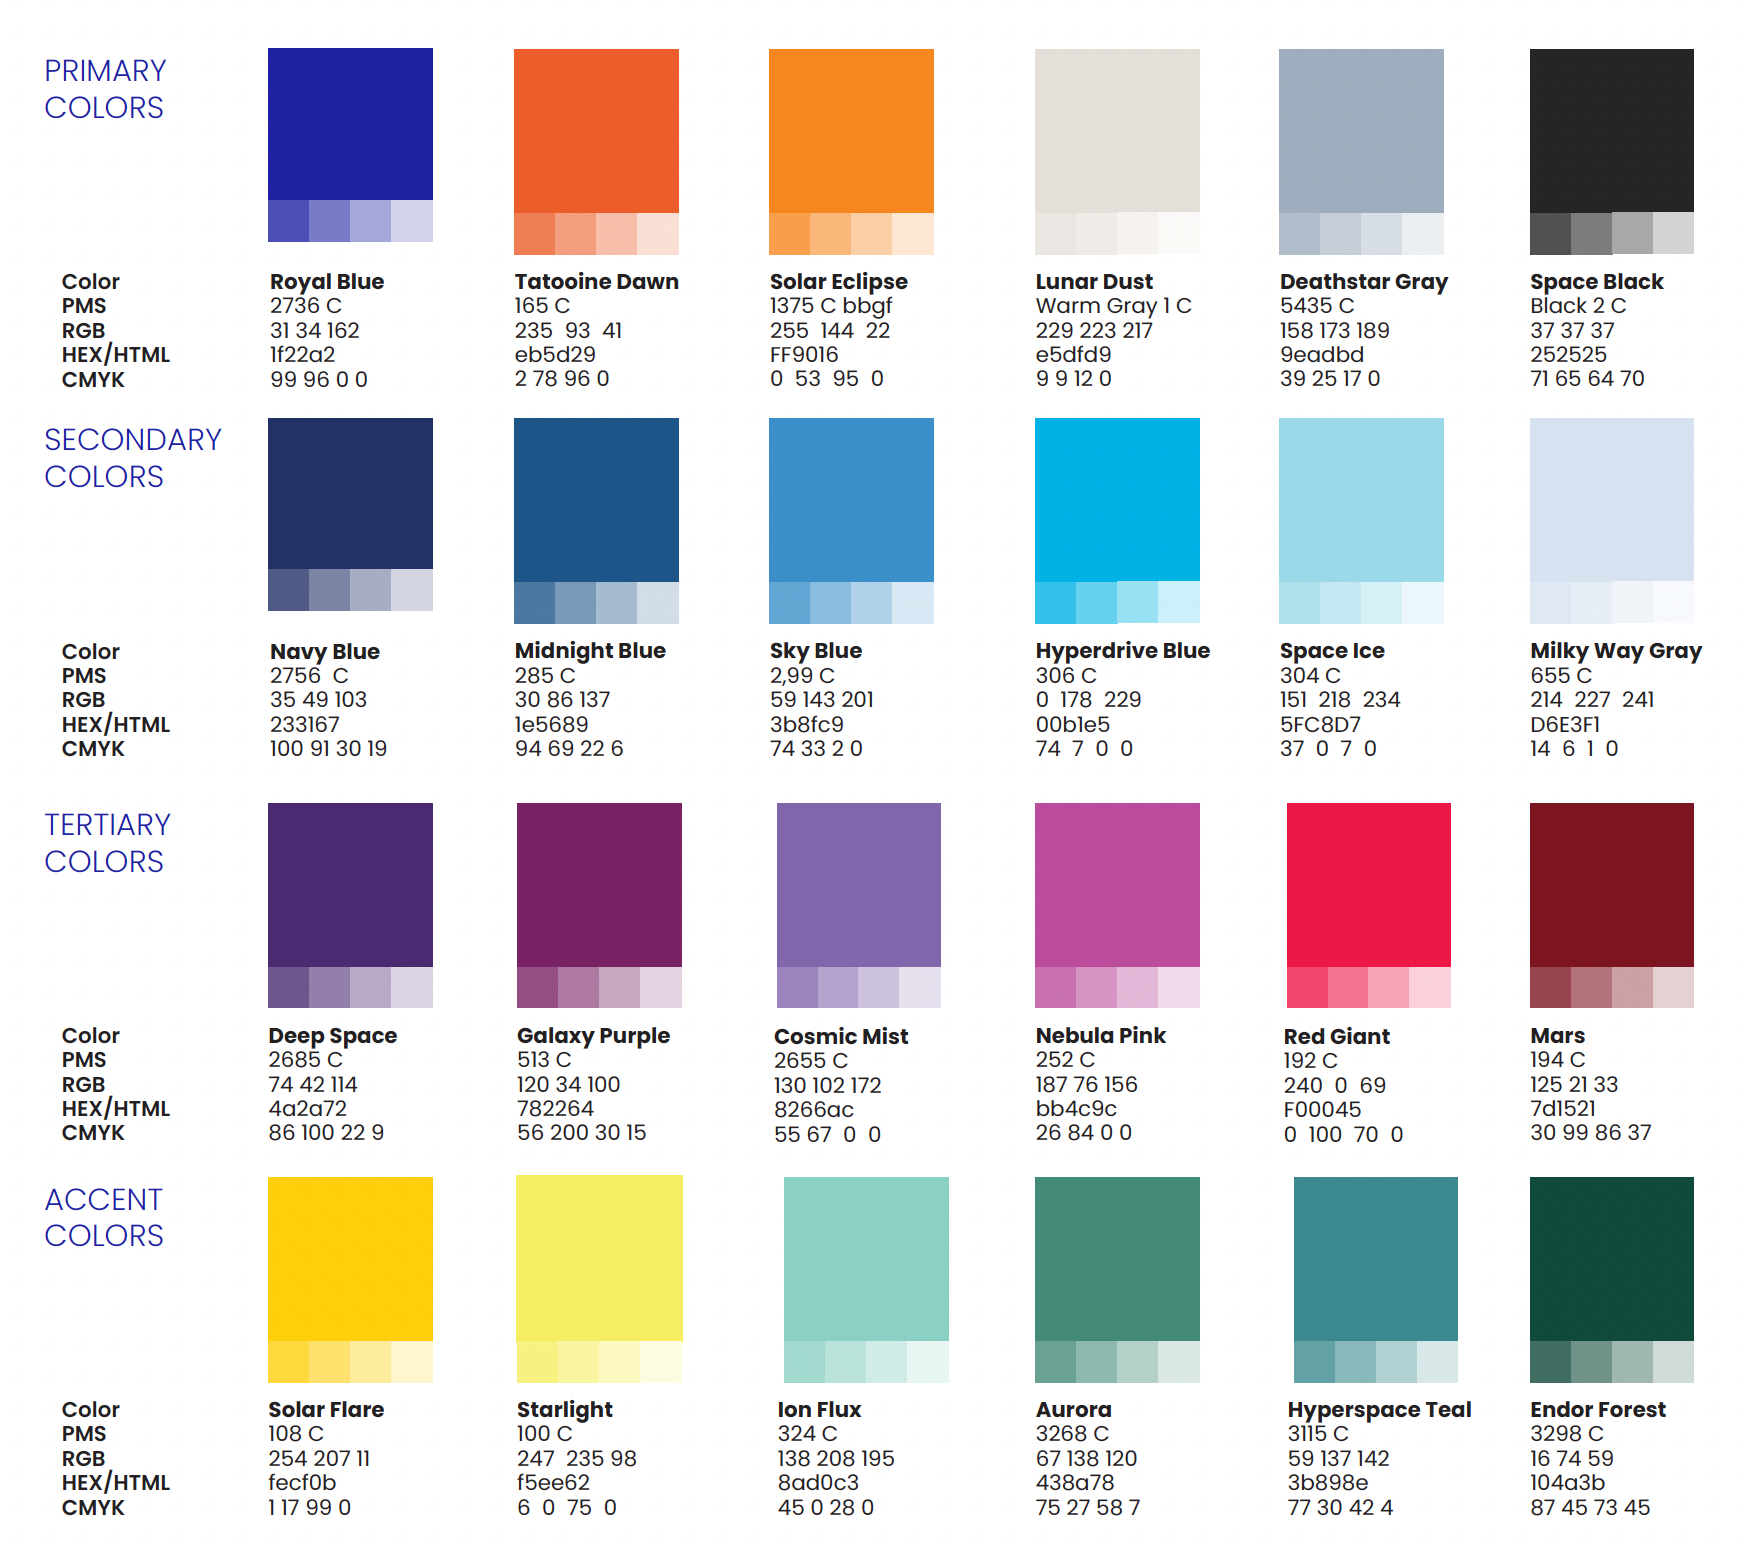 PRIMARY
COLORS
Color Royal Blue Tatooine Dawn Solar Eclipse Lunar Dust Deathstar Gray Space Black
PMS 2736 C 165 C 1375 C bbgf Warm Gray 1 C 5435 C Black 2 C
RGB 31 34 162 235 93 41 255 144 22 229 223 217 158 173 189 37 37 37
HEX/HTML 1f22a2 eb5d29 FF9016 e5dfd9 9eadbd 252525
CMYK 99 96 0 0 2 78 96 0 0 53 95 0 9 9 12 0 39 25 17 0 71 65 64 70
SECONDARY
COLORS
Color Navy Blue Midnight Blue Sky Blue Hyperdrive Blue Space Ice Milky Way Gray
PMS 2756 C 285 C 2,99 C 306 C 304 C 655 C
RGB 35 49 103 30 86 137 59 143 201 0 178 229 151 218 234 214 227 241
HEX/HTML 233167 1e5689 3b8fc9 00b1e5 5FC8D7 D6E3F1
CMYK 100 91 30 19 94 69 22 6 74 33 2 0 74 7 0 0 37 0 7 0 14 6 1 0
TERTIARY
COLORS
Color Deep Space Galaxy Purple Cosmic Mist Nebula Pink Red Giant Mars
PMS 2685 C 513 C 2655 C 252 C 192 C 194 C
RGB 74 42 114 120 34 100 130 102 172 187 76 156 240 0 69 125 21 33
HEX/HTML 4a2a72 782264 8266ac bb4c9c F00045 7d1521
CMYK 86 100 22 9 56 200 30 15 55 67 0 0 26 84 0 0 0 100 70 0 30 99 86 37
ACCENT
COLORS
Color Solar Flare Starlight Ion Flux Aurora Hyperspace Teal Endor Forest
PMS 108 C 100 C 324 C 3268 C 3115 C 3298 C
RGB 254 207 11 247 235 98 138 208 195 67 138 120 59 137 142 16 74 59
HEX/HTML fecf0b f5ee62 8ad0c3 438a78 3b898e 104a3b
CMYK 1 17 99 0 6 0 75 0 45 0 28 0 75 27 58 7 77 30 42 4 87 45 73 45